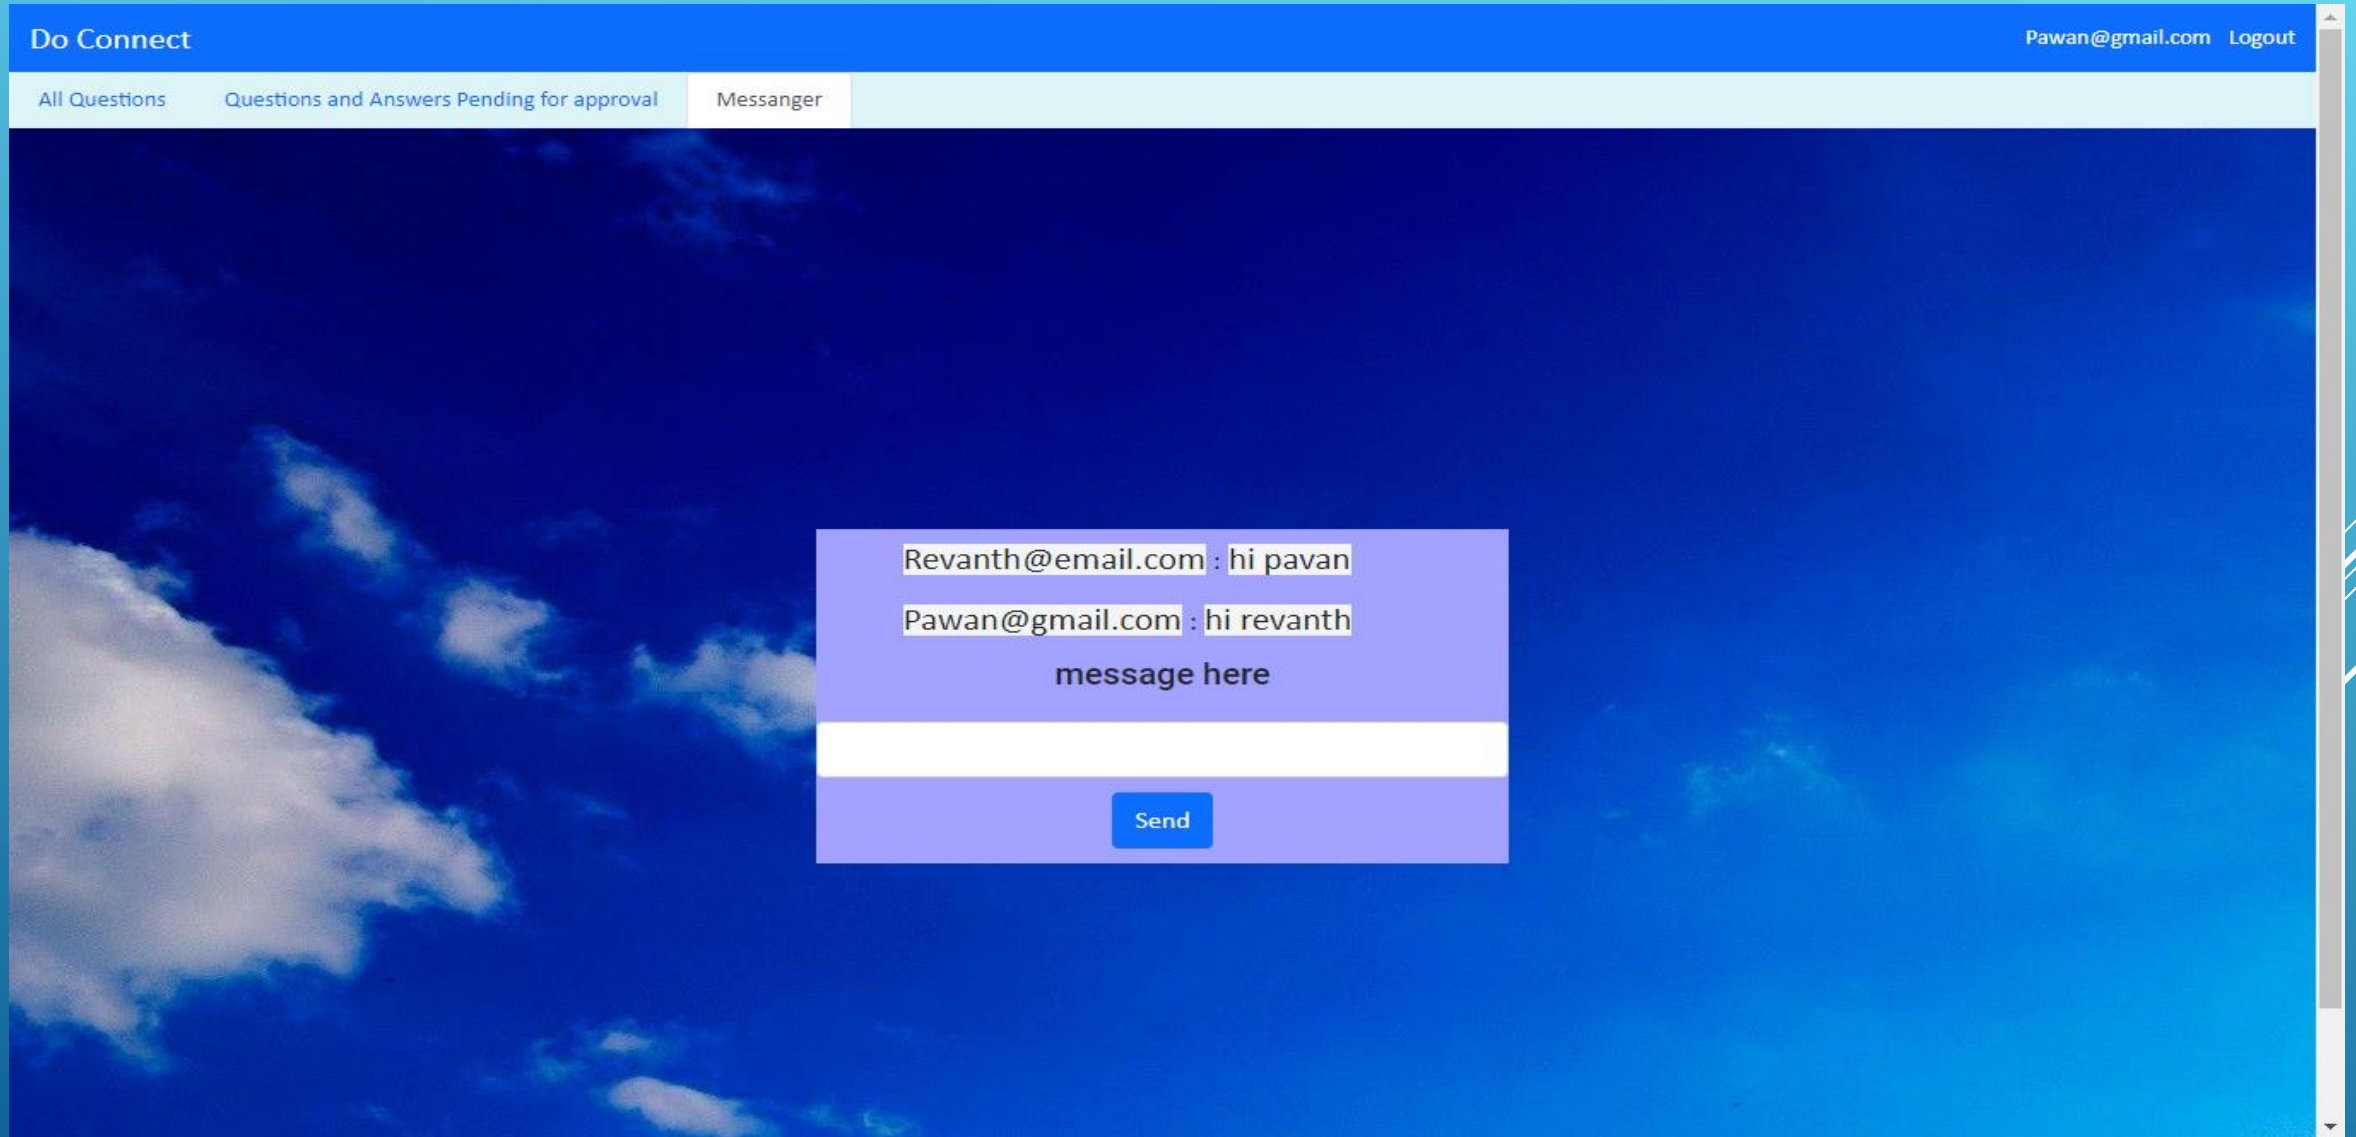 Do Connect
Pawan@gmail.com Logout
All Questions Questions and Answers Pending for approval Messanger
Revanth@email.com : hi pavan
Pawan@gmail.com : hi revanth
message here
Send